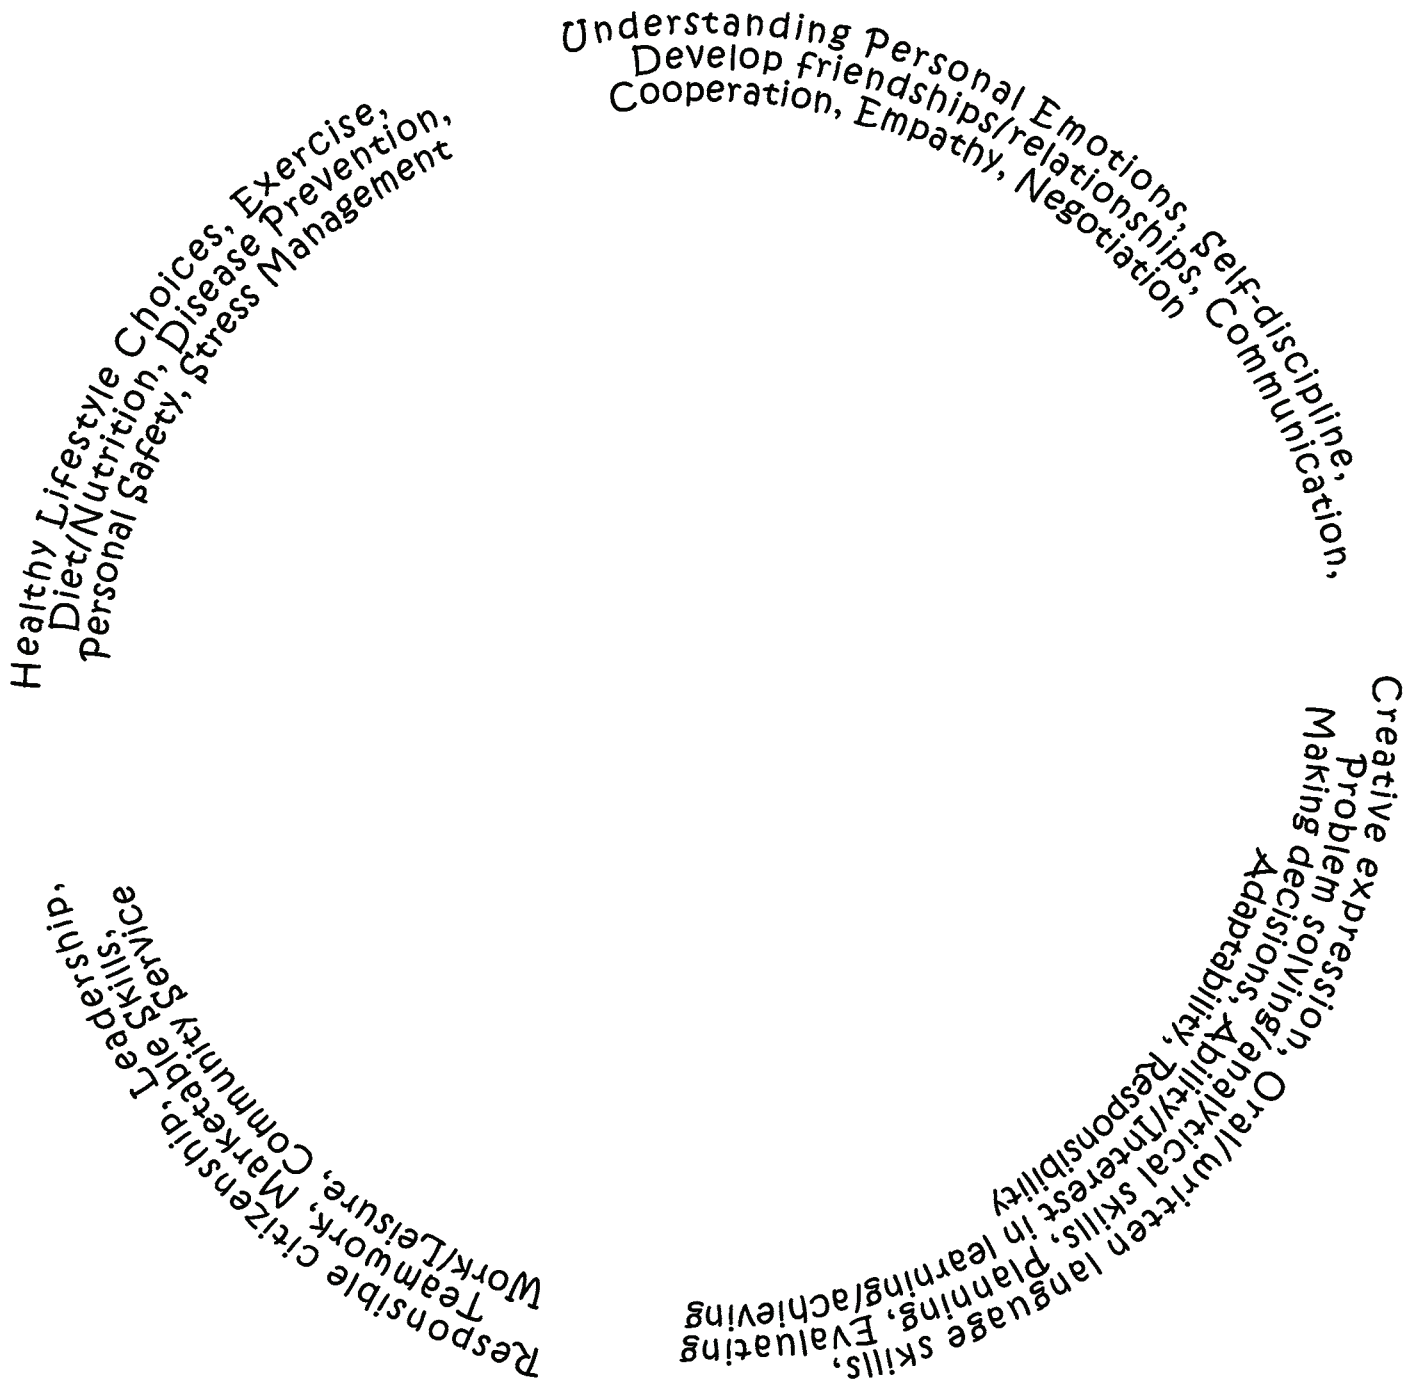 Understanding Personal Emotions, Self-discipline,
Develop friendships/relationships, Communication,
Cooperation, Empathy, Negotiation
Creative expression, Oral/written language skills,
Problem solving/analytical skills, Planning, Evaluating
Making decisions, Ability/Interest in learning/achieving
Adaptability, Responsibility
Responsible citizenship, Leadership,
Teamwork, Marketable Skills,
Work/Leisure, Community Service
Healthy Lifestyle Choices, Exercise,
Diet/Nutrition, Disease Prevention,
Personal Safety, Stress Management